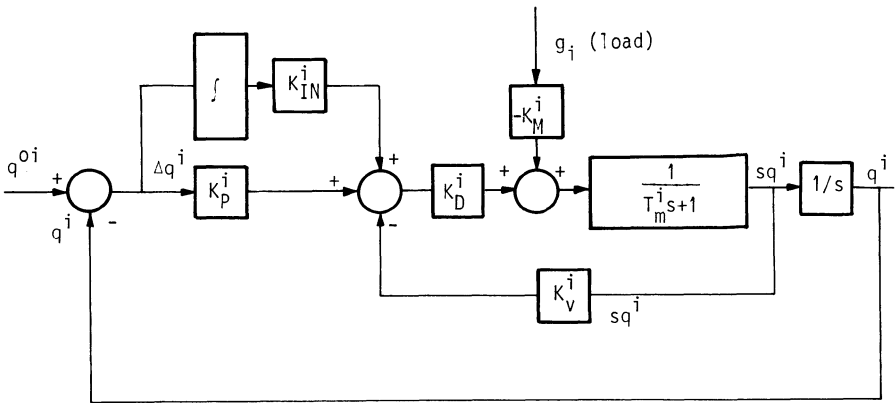 g_i (load)
∫
K^i_IN
-K^i_M
+
q^oi
+
Δq^i
K^i_P
+
K^i_D
+
+
1
T^i_m s+1
sq^i
1/s
q^i
q^i
-
-
K^i_v
sq^i